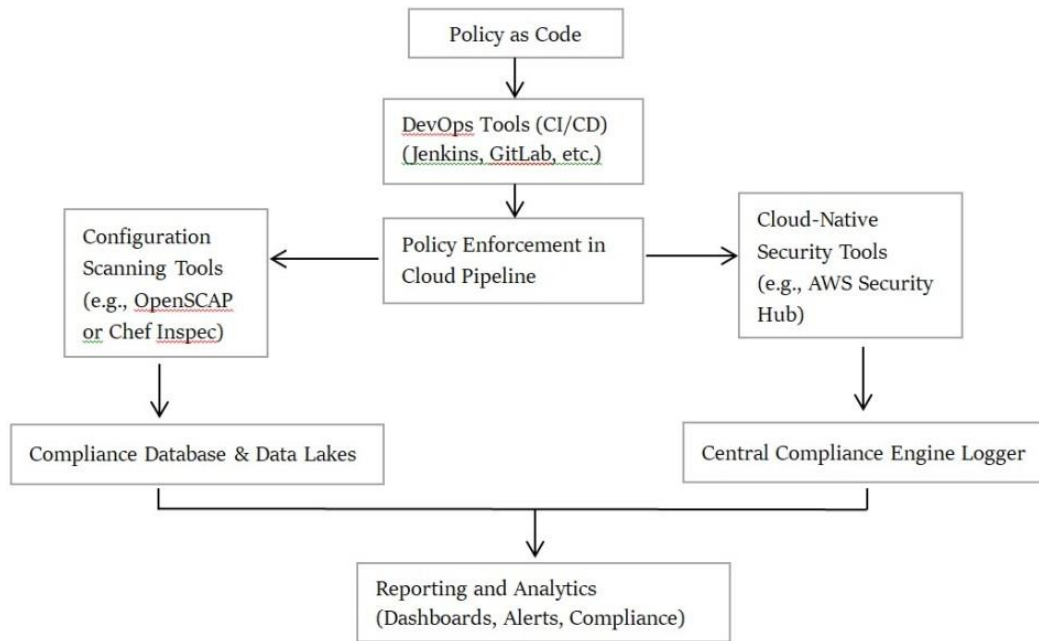 Policy as Code
DevOps Tools (CI/CD)
(Jenkins, GitLab, etc.)
Policy Enforcement in
Cloud Pipeline
Configuration
Scanning Tools
(e.g., OpenSCAP
or Chef Inspec)
Cloud-Native
Security Tools
(e.g., AWS Security
Hub)
Compliance Database & Data Lakes
Central Compliance Engine Logger
Reporting and Analytics
(Dashboards, Alerts, Compliance)